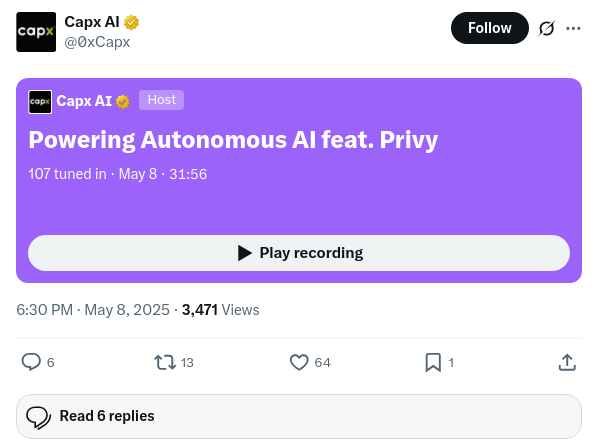 capx
Capx AI
@0xCapx
Follow
capx
Capx AI
Host
Powering Autonomous AI feat. Privy
107 tuned in · May 8 · 31:56
Play recording
6:30 PM · May 8, 2025 · 3,471 Views
6
13
64
1
Read 6 replies